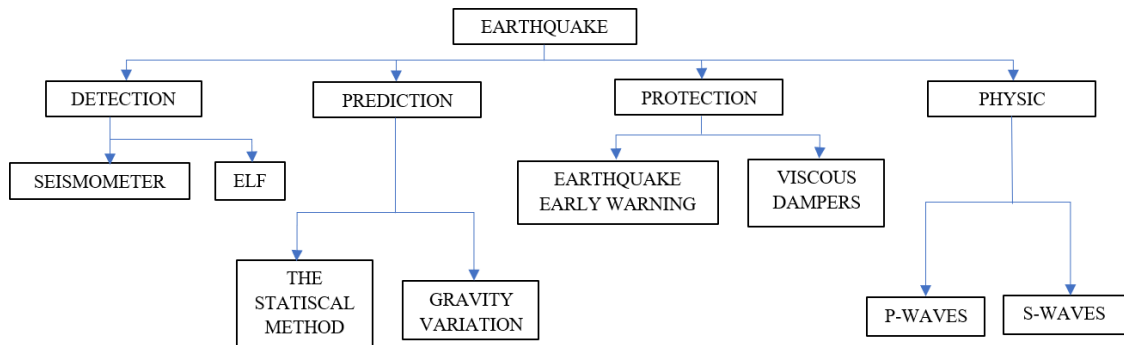 EARTHQUAKE
DETECTION
PREDICTION
PROTECTION
PHYSIC
SEISMOMETER
ELF
EARTHQUAKE
EARLY WARNING
VISCOUS
DAMPERS
THE
STATISCAL
METHOD
GRAVITY
VARIATION
P-WAVES
S-WAVES